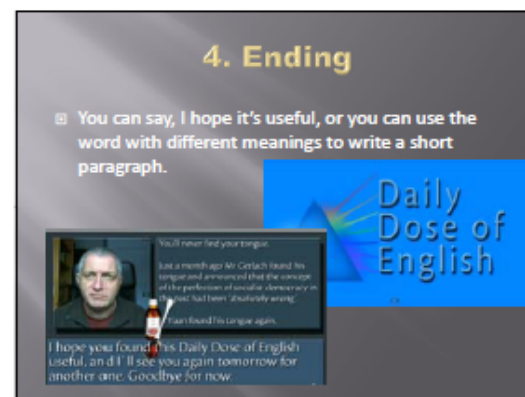 4. Ending
You can say, I hope it's useful, or you can use the
word with different meanings to write a short
paragraph.
Daily
Dose of
English
You'll never find your tongue.
Just a month ago Mr Gerlach found his
tongue and announced that the concept
of the perfection of socialist democracy in
the past had been 'absolutely wrong'.
found his tongue again.
I hope you found this Daily Dose of English
useful, and I'll see you again tomorrow for
another one. Goodbye for now.